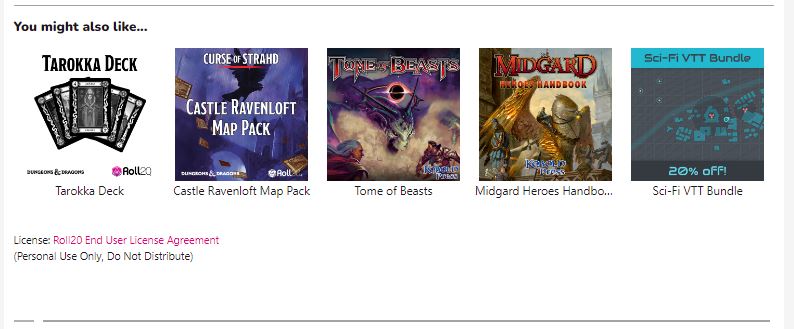 You might also like...
TAROKKA DECK
DUNGEONS & DRAGONS
Roll20
CURSE OF STRAHD
CASTLE RAVENLOFT
MAP PACK
DUNGEONS & DRAGONS
Roll20
TOME OF BEASTS
KOBOLD
PRESS
MIDGARD
HEROES HANDBOOK
KOBOLD
PRESS
Sci-Fi VTT Bundle
20% off!
Tarokka Deck
Castle Ravenloft Map Pack
Tome of Beasts
Midgard Heroes Handbo...
Sci-Fi VTT Bundle
License: Roll20 End User License Agreement
(Personal Use Only, Do Not Distribute)